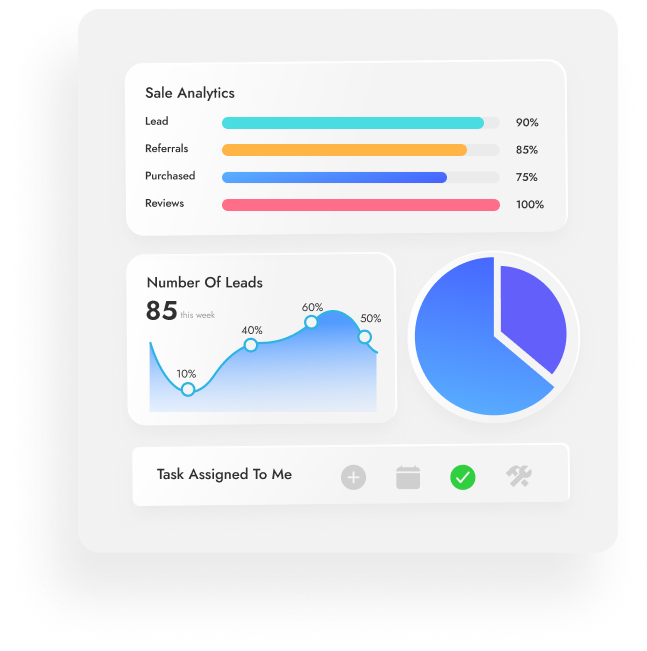 Sale Analytics
Lead 90%
Referrals 85%
Purchased 75%
Reviews 100%
Number Of Leads
85 this week
10%
40%
60%
50%
Task Assigned To Me